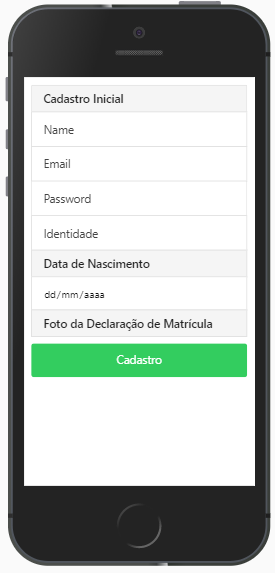 Cadastro Inicial
Name
Email
Password
Identidade
Data de Nascimento
dd/mm/aaaa
Foto da Declaração de Matrícula
Cadastro